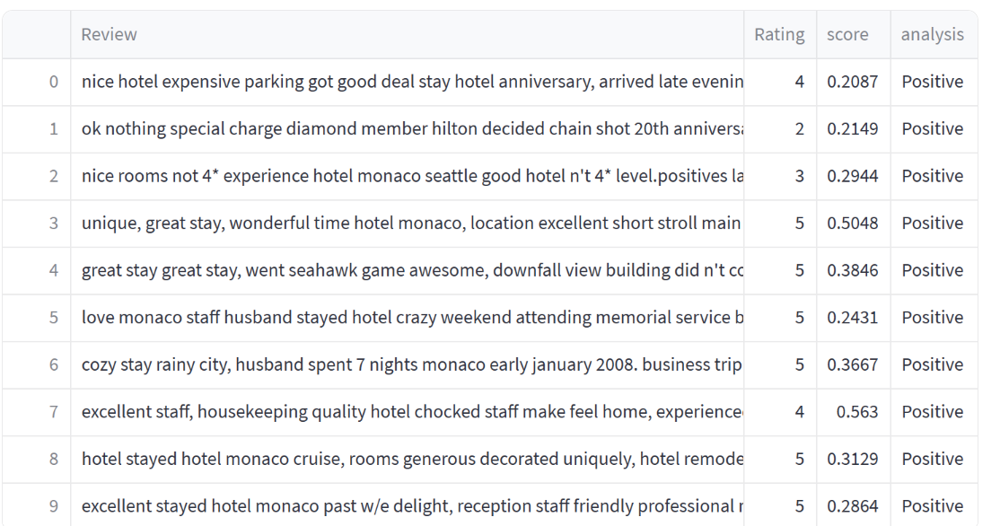 Review Rating score analysis
0 nice hotel expensive parking got good deal stay hotel anniversary, arrived late evenin 4 0.2087 Positive
1 ok nothing special charge diamond member hilton decided chain shot 20th annivers 2 0.2149 Positive
2 nice rooms not 4* experience hotel monaco seattle good hotel n't 4* level.positives la 3 0.2944 Positive
3 unique, great stay, wonderful time hotel monaco, location excellent short stroll main 5 0.5048 Positive
4 great stay great stay, went seahawk game awesome, downfall view building did n't co 5 0.3846 Positive
5 love monaco staff husband stayed hotel crazy weekend attending memorial service b 5 0.2431 Positive
6 cozy stay rainy city, husband spent 7 nights monaco early january 2008. business trip 5 0.3667 Positive
7 excellent staff, housekeeping quality hotel chocked staff make feel home, experience 4 0.563 Positive
8 hotel stayed hotel monaco cruise, rooms generous decorated uniquely, hotel remode 5 0.3129 Positive
9 excellent stayed hotel monaco past w/e delight, reception staff friendly professional 5 0.2864 Positive